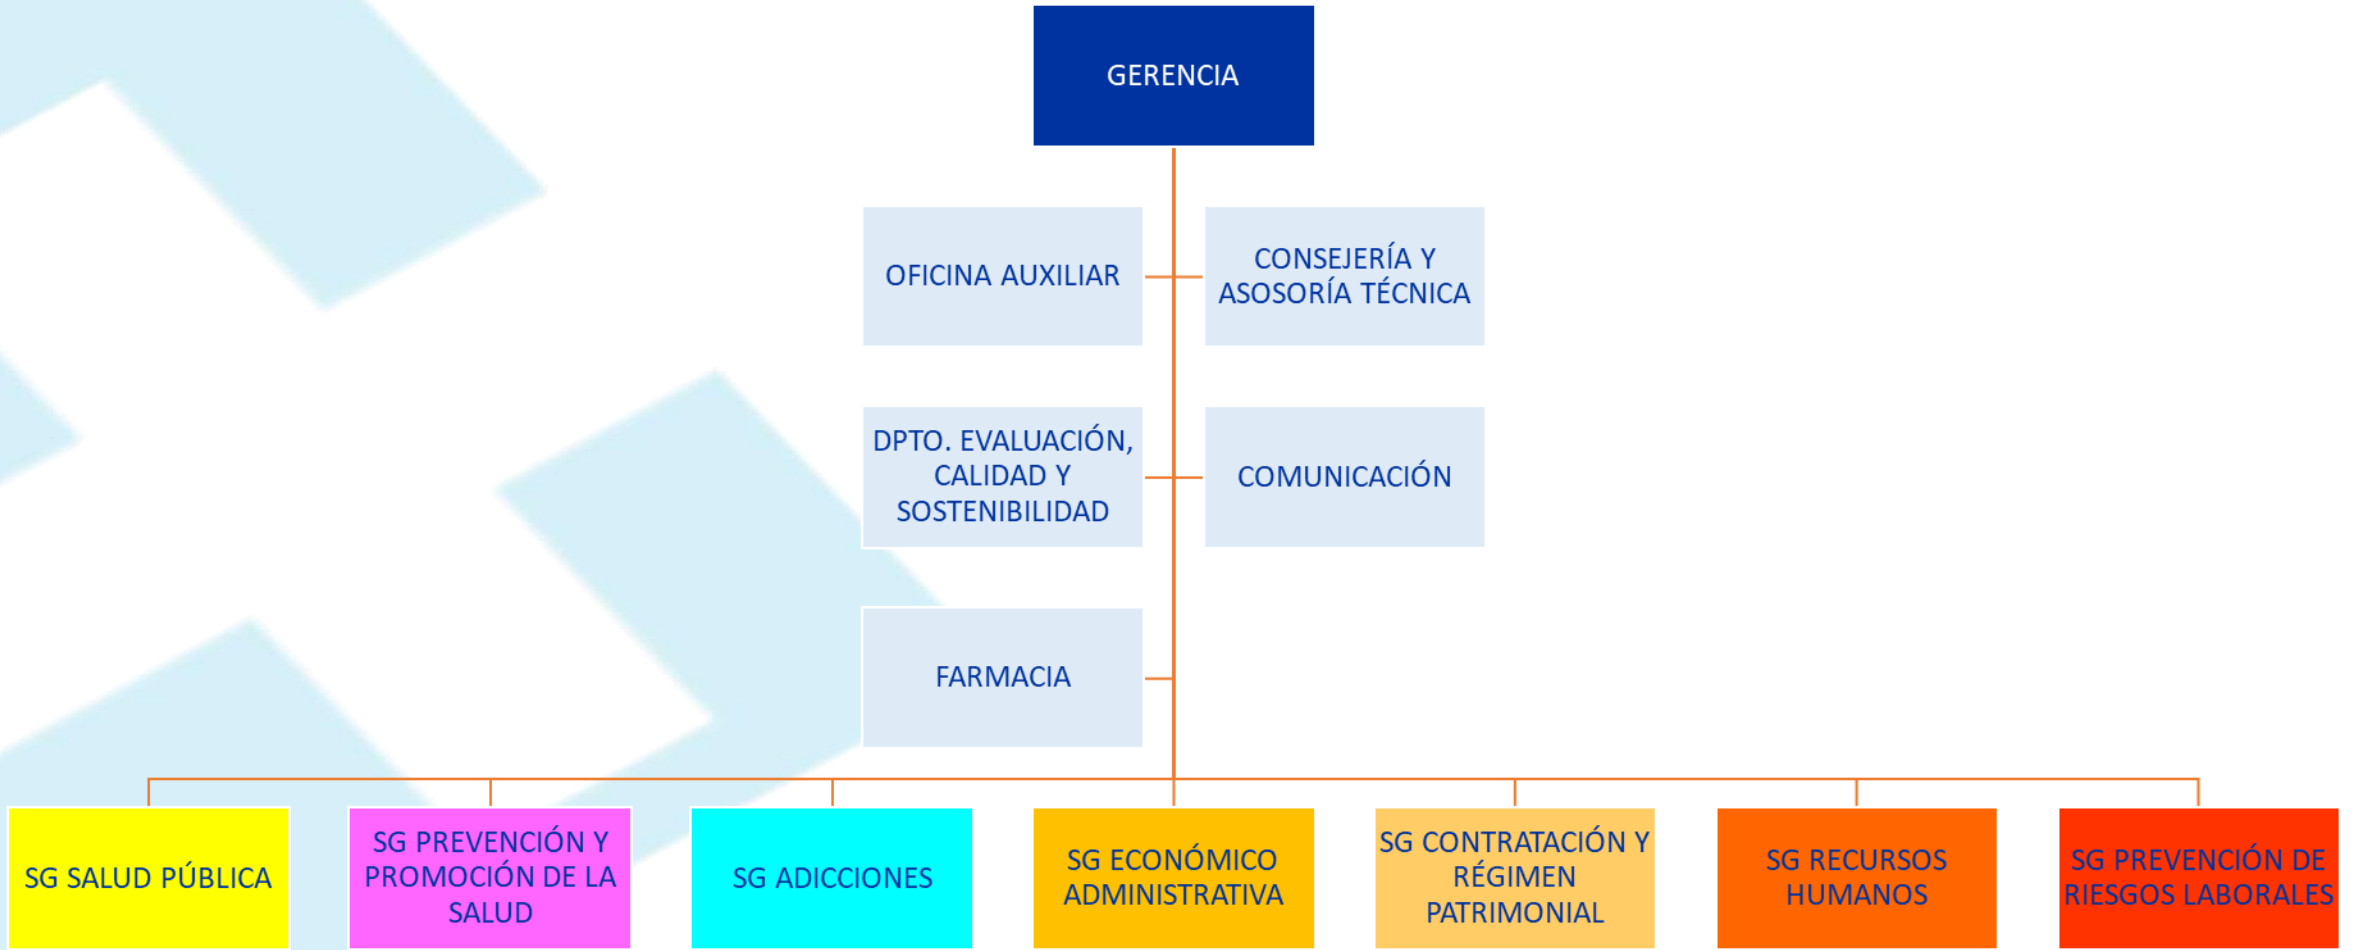 GERENCIA
OFICINA AUXILIAR
CONSEJERÍA Y
ASOSORÍA TÉCNICA
DPTO. EVALUACIÓN,
CALIDAD Y
SOSTENIBILIDAD
COMUNICACIÓN
FARMACIA
SG SALUD PÚBLICA
SG PREVENCIÓN Y
PROMOCIÓN DE LA
SALUD
SG ADICCIONES
SG ECONÓMICO
ADMINISTRATIVA
SG CONTRATACIÓN Y
RÉGIMEN
PATRIMONIAL
SG RECURSOS
HUMANOS
SG PREVENCIÓN DE
RIESGOS LABORALES